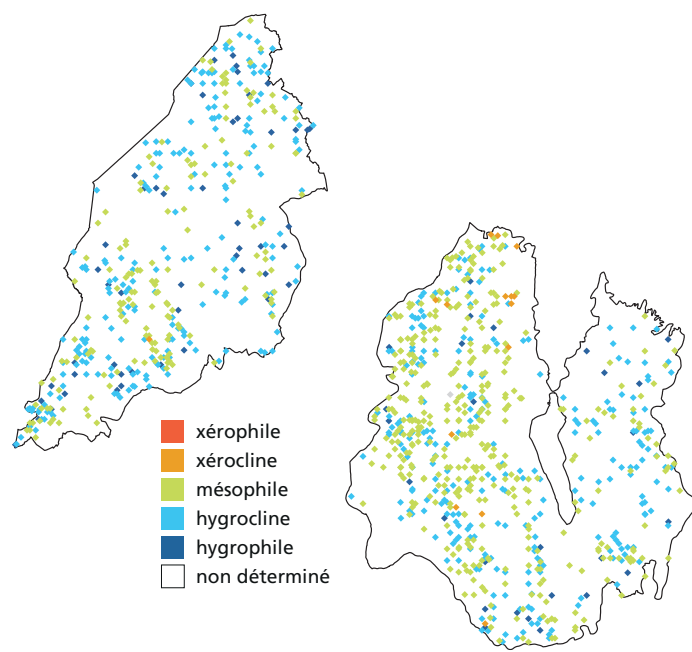 xérophile
xérocline
mésophile
hygrocline
hygrophile
non déterminé